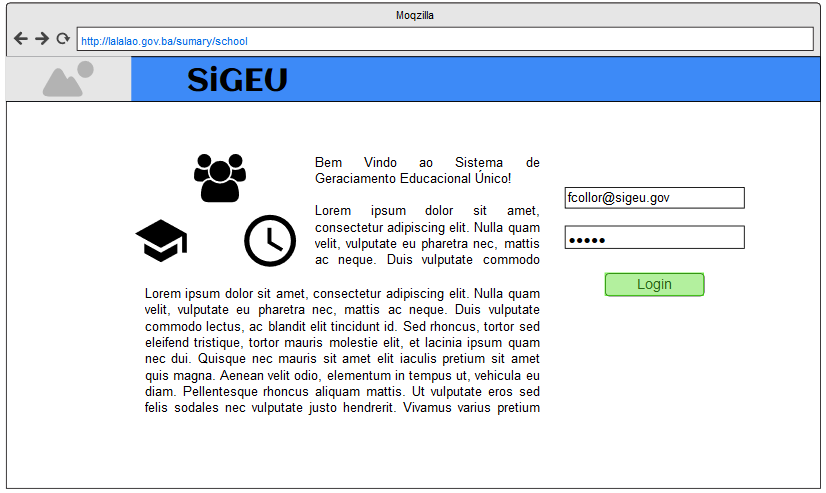 Moqzilla
http://lalalao.gov.ba/sumary/school
SiGEU
Bem Vindo ao Sistema de
Geraciamento Educacional Único!
Lorem ipsum dolor sit amet,
consectetur adipiscing elit. Nulla quam
velit, vulputate eu pharetra nec, mattis
ac neque. Duis vulputate commodo
Lorem ipsum dolor sit amet, consectetur adipiscing elit. Nulla quam
velit, vulputate eu pharetra nec, mattis ac neque. Duis vulputate
commodo lectus, ac blandit elit tincidunt id. Sed rhoncus, tortor sed
eleifend tristique, tortor mauris molestie elit, et lacinia ipsum quam
nec dui. Quisque nec mauris sit amet elit iaculis pretium sit amet
quis magna. Aenean velit odio, elementum in tempus ut, vehicula eu
diam. Pellentesque rhoncus aliquam mattis. Ut vulputate eros sed
felis sodales nec vulputate justo hendrerit. Vivamus varius pretium
fcollor@sigeu.gov
●●●●●
Login